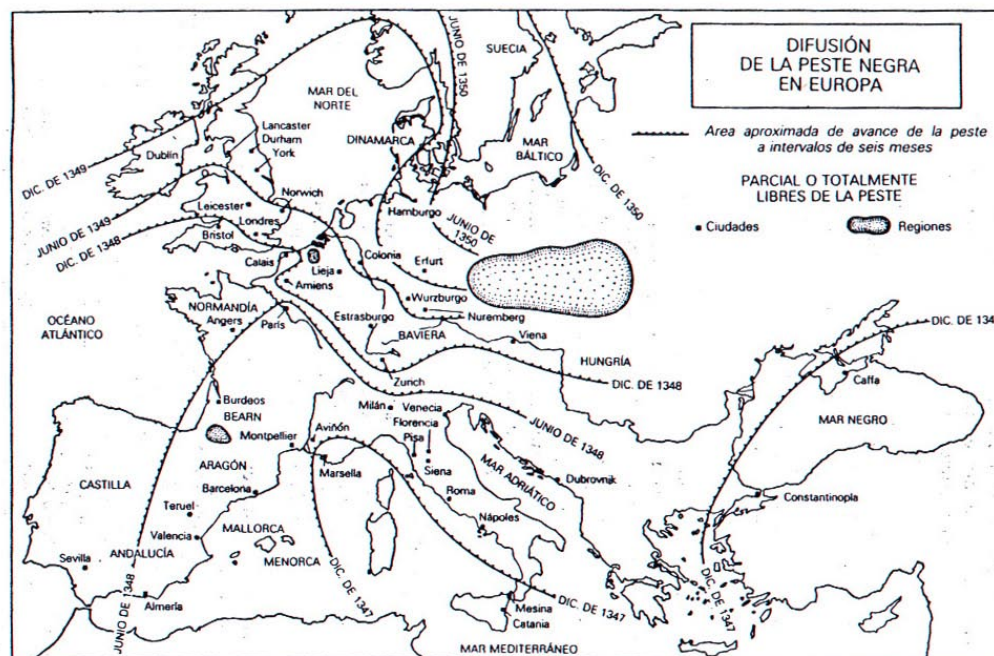 DIFUSIÓN
DE LA PESTE NEGRA
EN EUROPA
Area aproximada de avance de la peste
a intervalos de seis meses
PARCIAL O TOTALMENTE
LIBRES DE LA PESTE
Ciudades
Regiones
JUNIO DE 1350
SUECIA
MAR DEL
NORTE
DINAMARCA
MAR
BÁLTICO
DIC. DE 1350
DIC. DE 1349
Dublín
Lancaster
Durham
York
Norwich
Leicester
Londres
Bristol
JUNIO DE 1349
DIC. DE 1348
Hamburgo
JUNIO DE
1350
Calais
Lieja
Colonia
Erfurt
Amiens
Wurzburgo
Nuremberg
NORMANDÍA
Angers
París
Estrasburgo
BAVIERA
Viena
OCÉANO
ATLÁNTICO
HUNGRÍA
Zurich
DIC. DE 1348
DIC. DE 134
Caffa
MAR NEGRO
Burdeos
BEARN
Milán
Venecia
Florencia
Pisa
JUNIO DE 1348
Montpellier
Aviñón
Marsella
Siena
MAR ADRIÁTICO
Dubrovnik
CASTILLA
ARAGÓN
Barcelona
Roma
Constantinopla
Teruel
MALLORCA
Nápoles
Valencia
ANDALUCÍA
MENORCA
Sevilla
JUNIO DE 1348
Almería
DIC. DE 1347
Mesina
Catania
DIC. DE 1347
DIC. DE 1347
MAR MEDITERRÁNEO